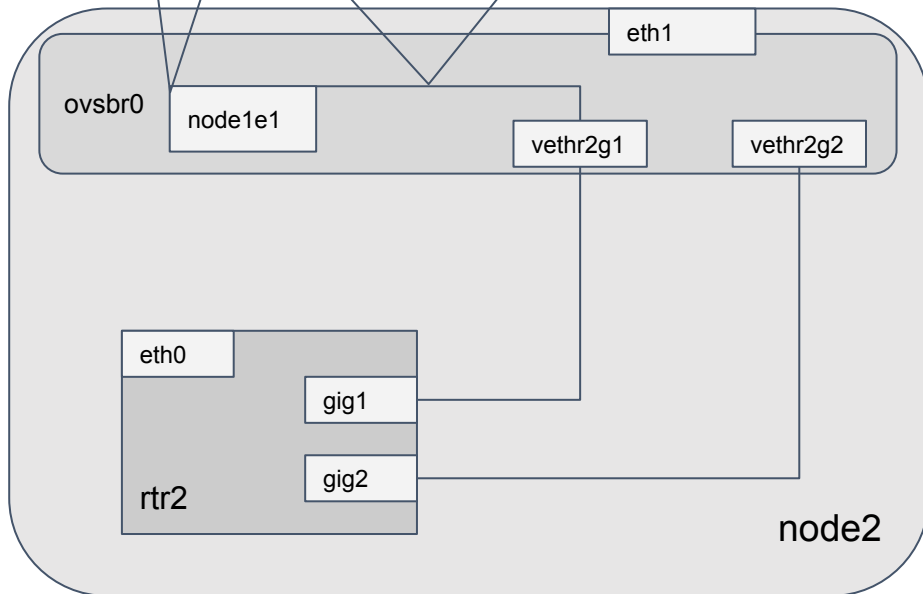 eth1
ovsbr0
node1e1
vethr2g1
vethr2g2
eth0
gig1
gig2
rtr2
node2